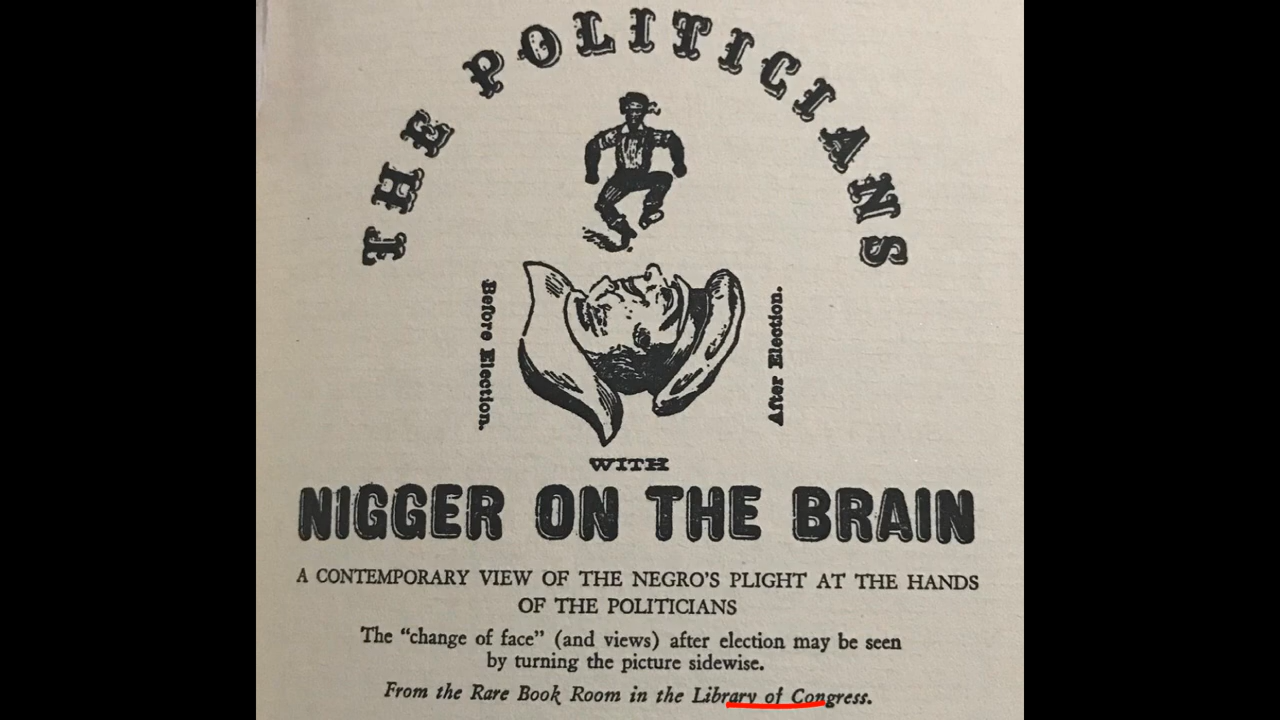 THE POLITICIANS
Before Election.
After Election.
WITH
NIGGER ON THE BRAIN
A CONTEMPORARY VIEW OF THE NEGRO'S PLIGHT AT THE HANDS
OF THE POLITICIANS
The “change of face” (and views) after election may be seen
by turning the picture sidewise.
From the Rare Book Room in the Library of Congress.